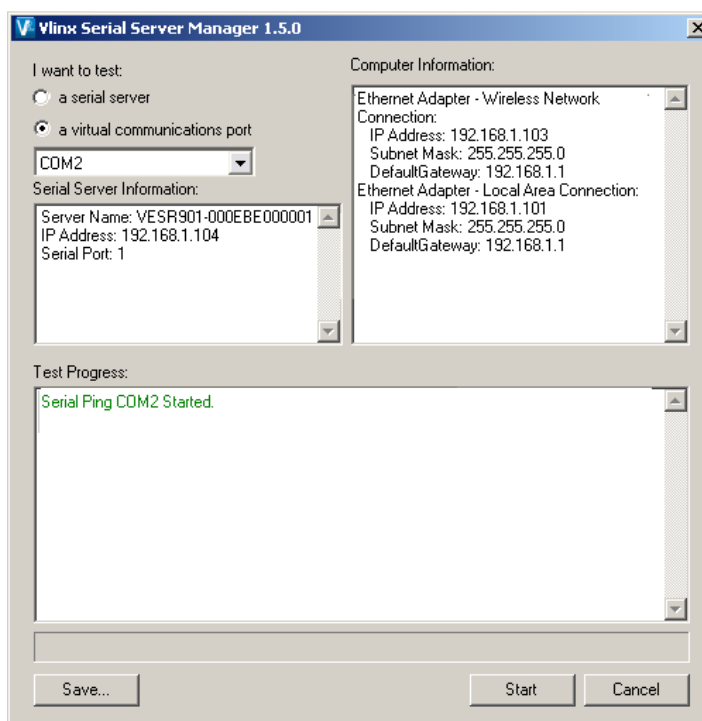 Vlinx Serial Server Manager 1.5.0
I want to test:
a serial server
a virtual communications port
COM2
Serial Server Information:
Server Name: VESR901-000EBE000001
IP Address: 192.168.1.104
Serial Port: 1
Computer Information:
Ethernet Adapter - Wireless Network
Connection:
IP Address: 192.168.1.103
Subnet Mask: 255.255.255.0
DefaultGateway: 192.168.1.1
Ethernet Adapter - Local Area Connection:
IP Address: 192.168.1.101
Subnet Mask: 255.255.255.0
DefaultGateway: 192.168.1.1
Test Progress:
Serial Ping COM2 Started.
Save...
Start
Cancel